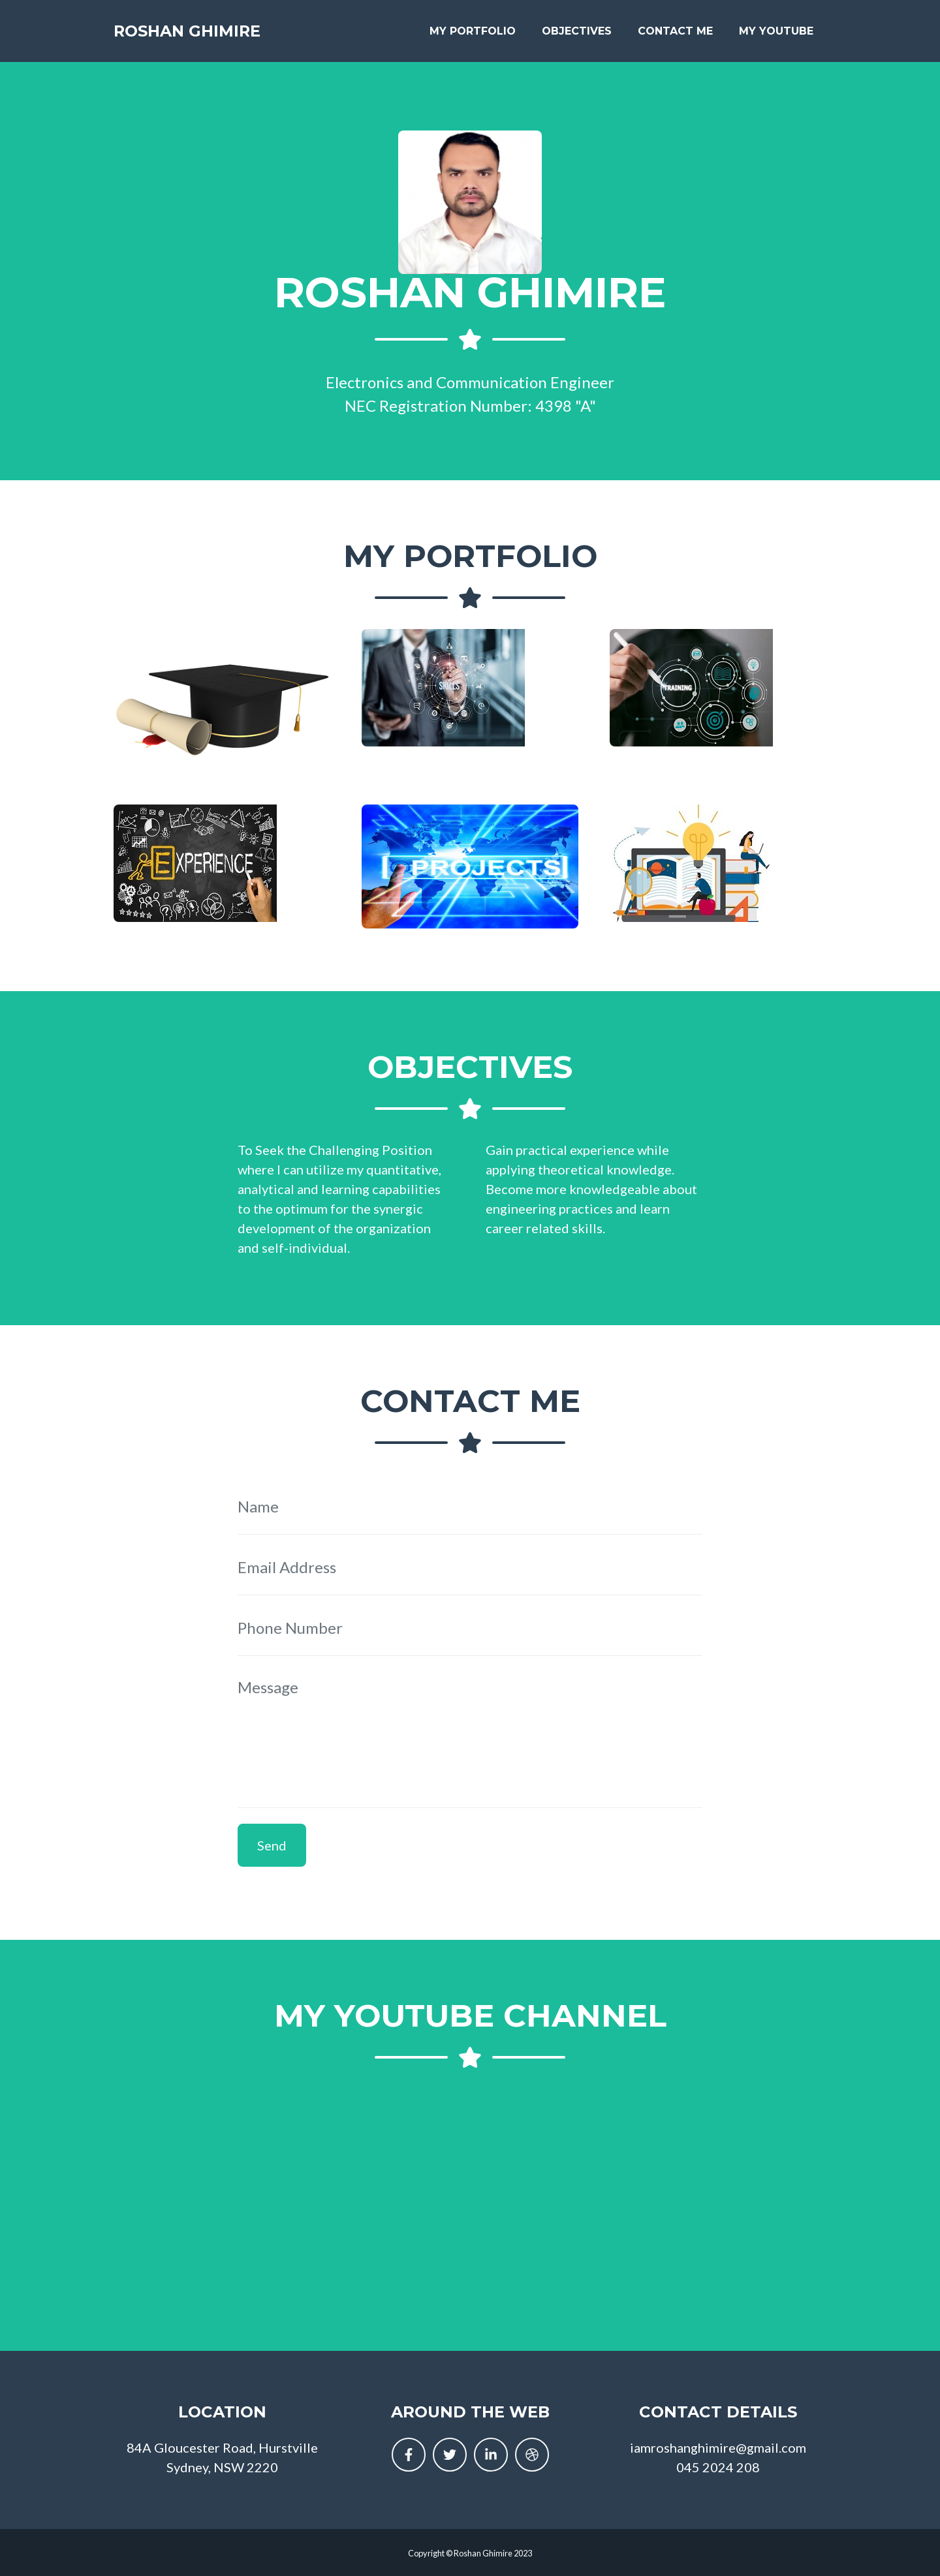 ROSHAN GHIMIRE
MY PORTFOLIO
OBJECTIVES
CONTACT ME
MY YOUTUBE
ROSHAN GHIMIRE
Electronics and Communication Engineer
NEC Registration Number: 4398 "A"
MY PORTFOLIO
SKILLS
TRAINING
EXPERIENCE
PROJECTS
OBJECTIVES
To Seek the Challenging Position
where I can utilize my quantitative,
analytical and learning capabilities
to the optimum for the synergic
development of the organization
and self-individual.
Gain practical experience while
applying theoretical knowledge.
Become more knowledgeable about
engineering practices and learn
career related skills.
CONTACT ME
Name
Email Address
Phone Number
Message
Send
MY YOUTUBE CHANNEL
LOCATION
84A Gloucester Road, Hurstville
Sydney, NSW 2220
AROUND THE WEB
CONTACT DETAILS
iamroshanghimire@gmail.com
045 2024 208
Copyright © Roshan Ghimire 2023